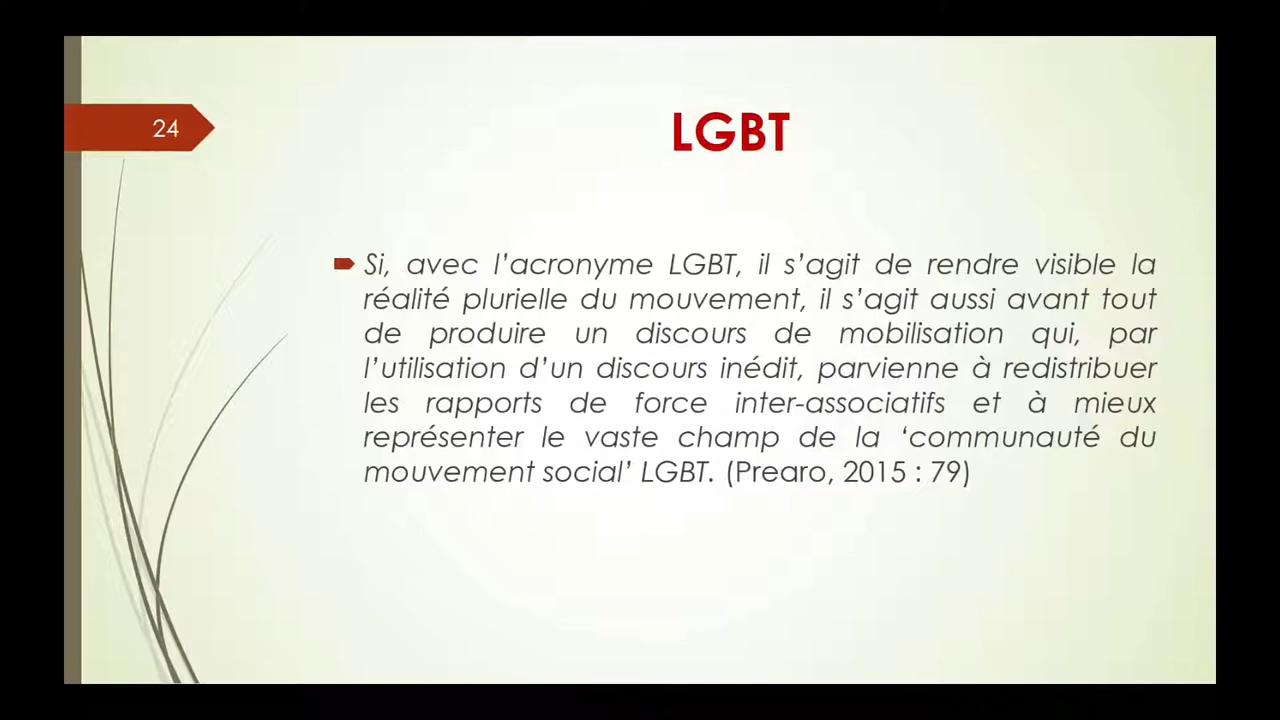 24
LGBT
Si, avec l’acronyme LGBT, il s’agit de rendre visible la
réalité plurielle du mouvement, il s’agit aussi avant tout
de produire un discours de mobilisation qui, par
l’utilisation d’un discours inédit, parvienne à redistribuer
les rapports de force inter-associatifs et à mieux
représenter le vaste champ de la ‘communauté du
mouvement social’ LGBT. (Prearo, 2015 : 79)